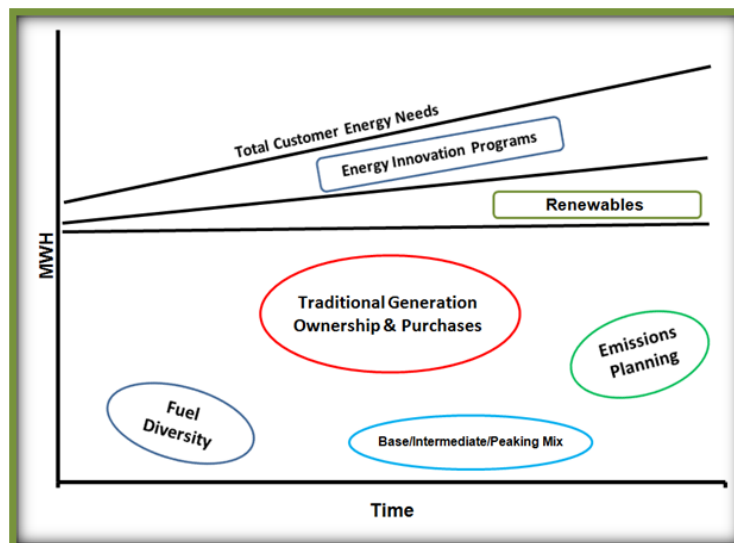 Total Customer Energy Needs
Energy Innovation Programs
Renewables
MWH
Traditional Generation
Ownership & Purchases
Emissions
Planning
Fuel
Diversity
Base/Intermediate/Peaking Mix
Time